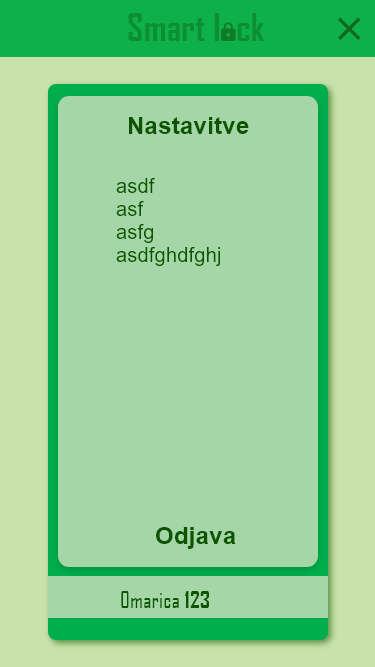 Smart lock
Nastavitve
asdf
asf
asfg
asdfghdfghj
Odjava
Omarica 123